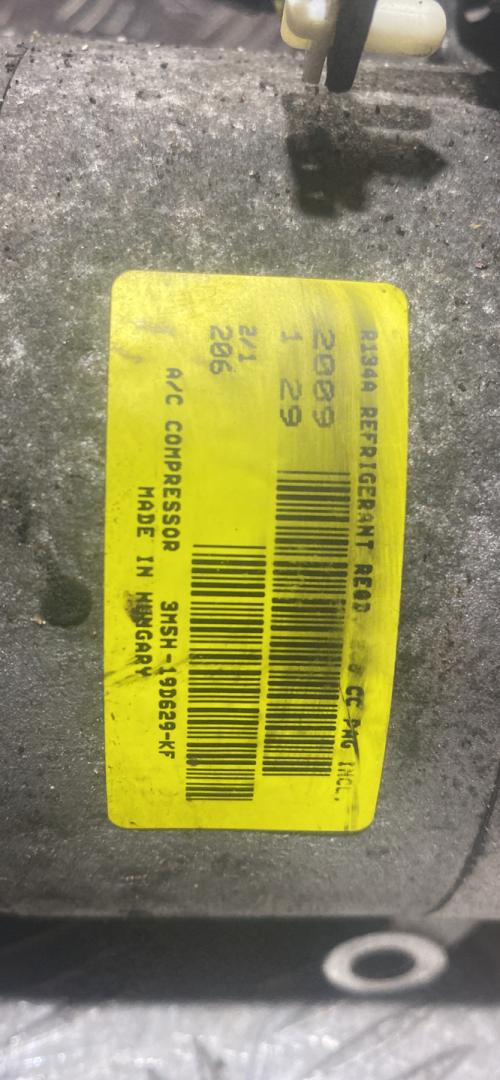 R134A REFRIGERANT REQD CC PAG INCL.
2009
1 29
2/1
206
A/C COMPRESSOR 3M5H-19D629-KF
MADE IN HUNGARY